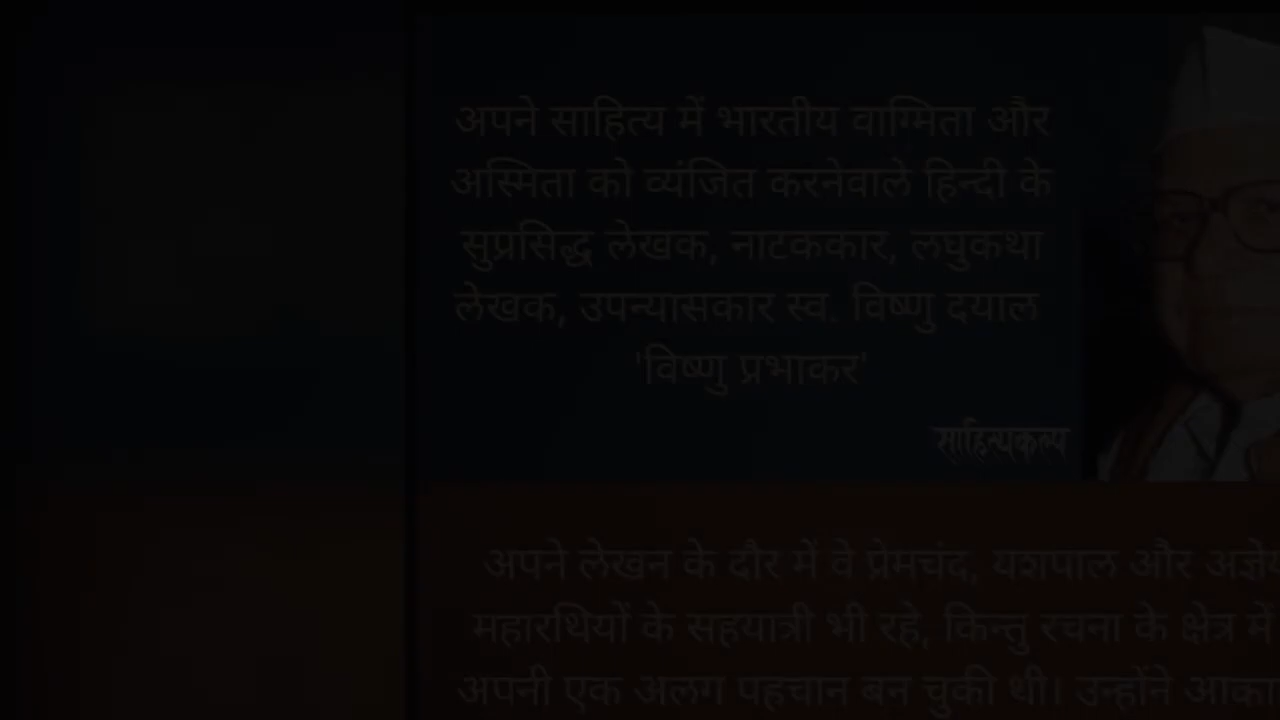 अपने साहित्य में भारतीय वाग्मिता और
अस्मिता को व्यंजित करनेवाले हिन्दी के
सुप्रसिद्ध लेखक, नाटककार, लघुकथा
लेखक, उपन्यासकार स्व. विष्णु दयाल
'विष्णु प्रभाकर'
साहित्यकल्प
अपने लेखन के दौर में वे प्रेमचंद, यशपाल और
महारथियों के सहयात्री भी रहे, किन्तु रचना के क्षेत्र में
अपनी एक अलग पहचान बन चुकी थी। उन्होंने